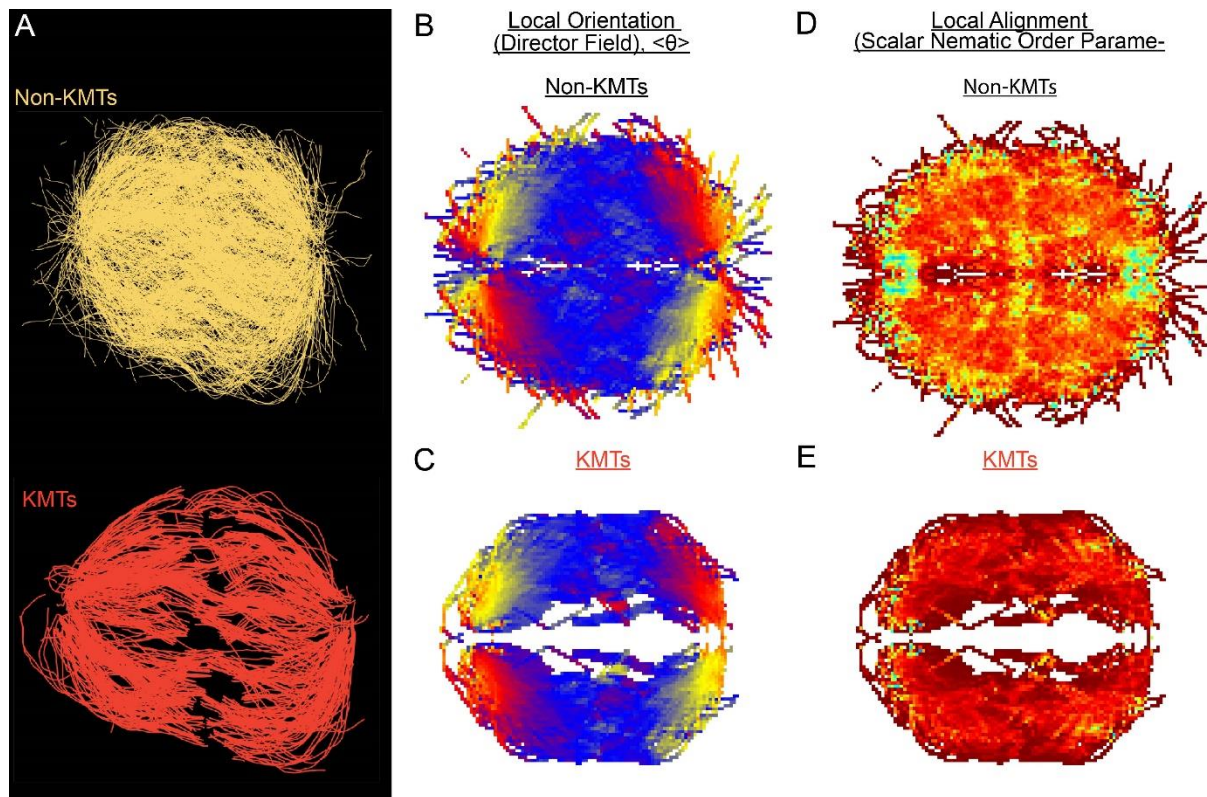 A
Non-KMTs
KMTs
B
Local Orientation
(Director Field), <θ>
Non-KMTs
C
KMTs
D
Local Alignment
(Scalar Nematic Order Parame-
Non-KMTs
E
KMTs